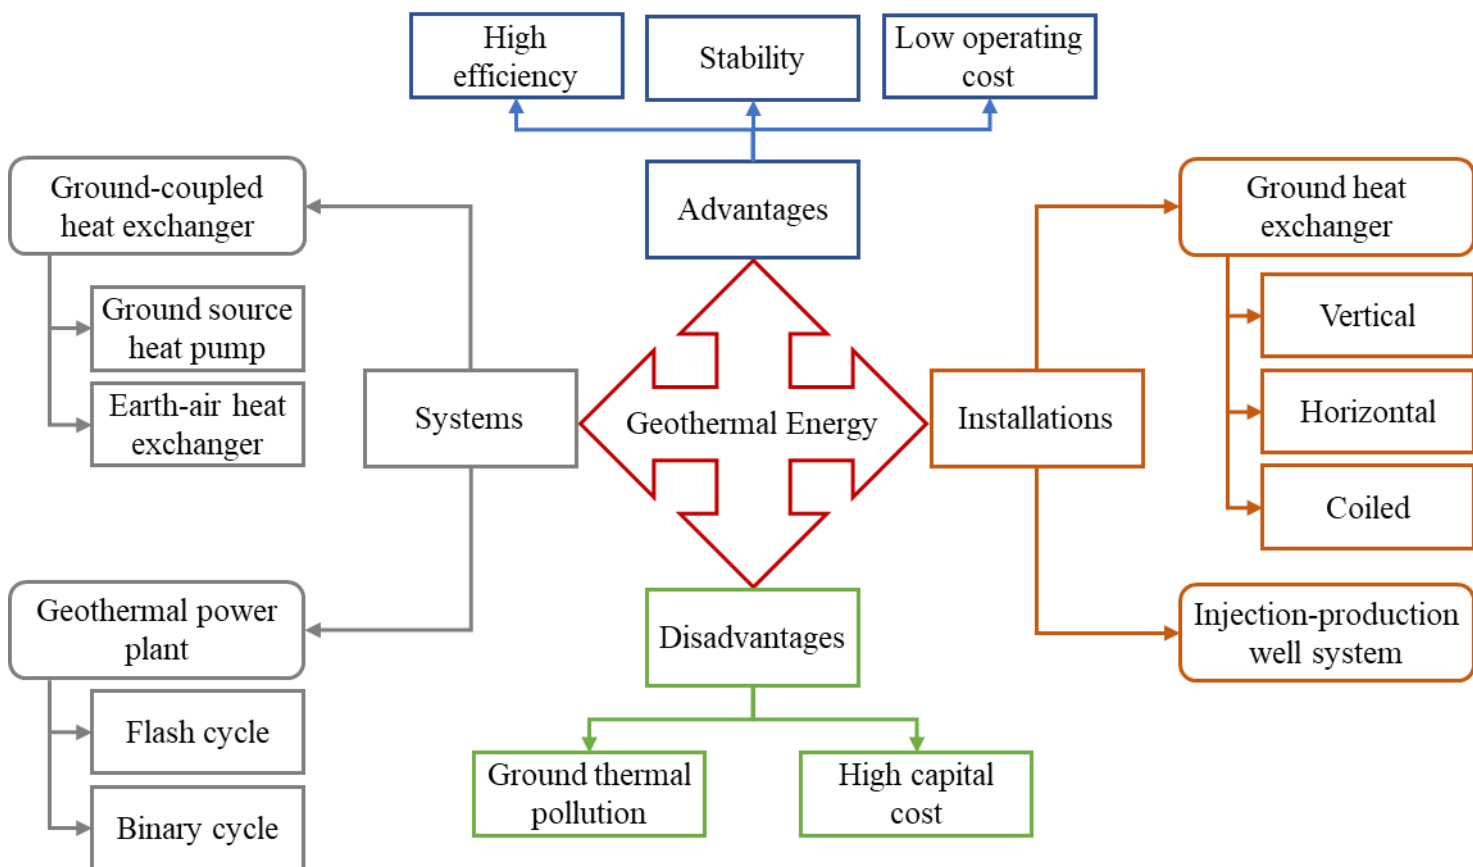 High
efficiency
Stability
Low operating
cost
Advantages
Ground-coupled
heat exchanger
Ground source
heat pump
Earth-air heat
exchanger
Systems
Geothermal Energy
Installations
Ground heat
exchanger
Vertical
Horizontal
Coiled
Geothermal power
plant
Flash cycle
Binary cycle
Disadvantages
Ground thermal
pollution
High capital
cost
Injection-production
well system